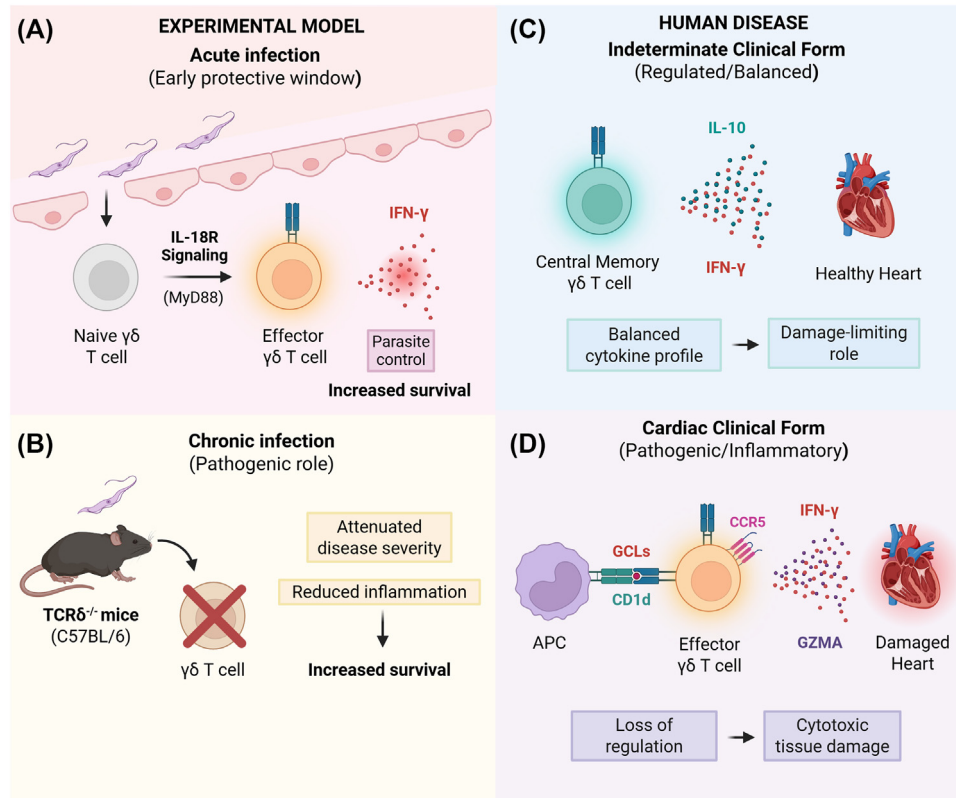 (A)
EXPERIMENTAL MODEL
Acute infection
(Early protective window)
IL-18R
Signaling
(MyD88)
IFN-γ
Naive γδ
T cell
Effector
γδ T cell
Parasite
control
Increased survival
(B)
Chronic infection
(Pathogenic role)
TCRδ-/- mice
(C57BL/6)
γδ T cell
Attenuated
disease severity
Reduced inflammation
Increased survival
(C)
HUMAN DISEASE
Indeterminate Clinical Form
(Regulated/Balanced)
IL-10
IFN-γ
Central Memory
γδ T cell
Healthy Heart
Balanced
cytokine profile
Damage-limiting
role
(D)
Cardiac Clinical Form
(Pathogenic/Inflammatory)
GCLs
CD1d
CCR5
IFN-γ
GZMA
APC
Effector
γδ T cell
Damaged
Heart
Loss of
regulation
Cytotoxic
tissue damage